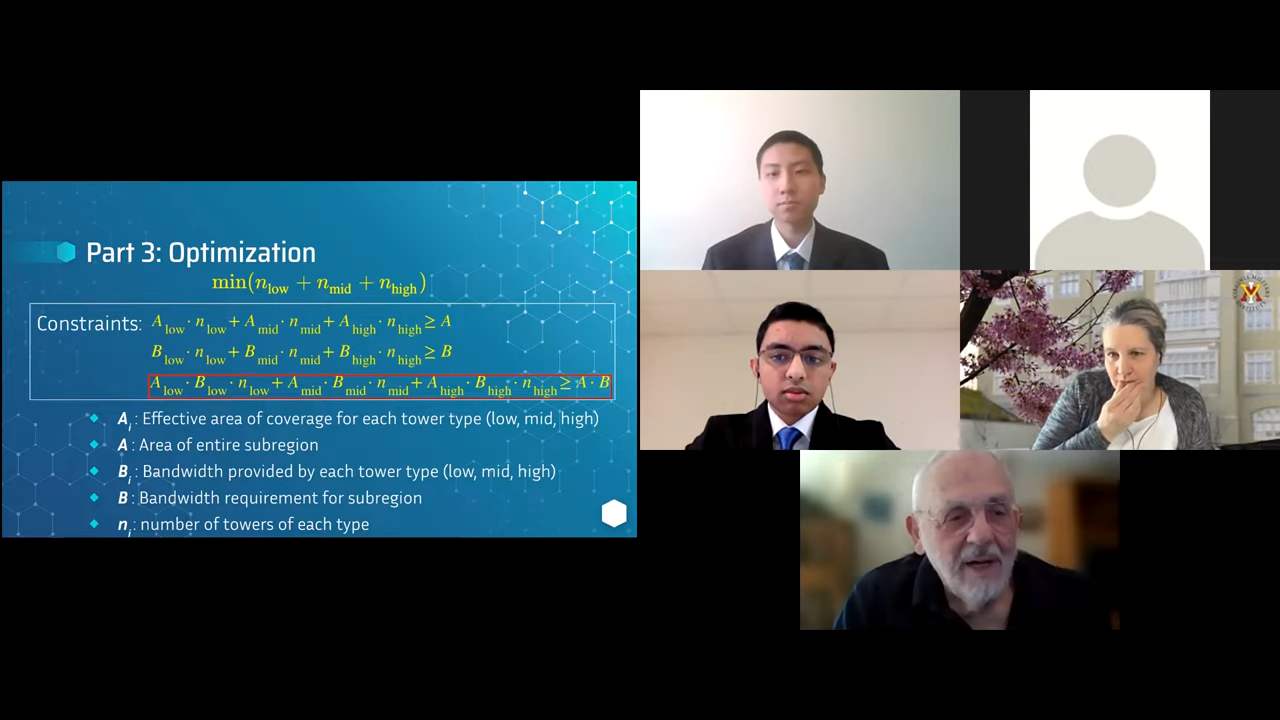 Part 3: Optimization
min(n_low + n_mid + n_high)
Constraints: A_low · n_low + A_mid · n_mid + A_high · n_high ≥ A
B_low · n_low + B_mid · n_mid + B_high · n_high ≥ B
A_low · B_low · n_low + A_mid · B_mid · n_mid + A_high · B_high · n_high ≥ A · B
A_i : Effective area of coverage for each tower type (low, mid, high)
A : Area of entire subregion
B_i : Bandwidth provided by each tower type (low, mid, high)
B : Bandwidth requirement for subregion
n_i : number of towers of each type